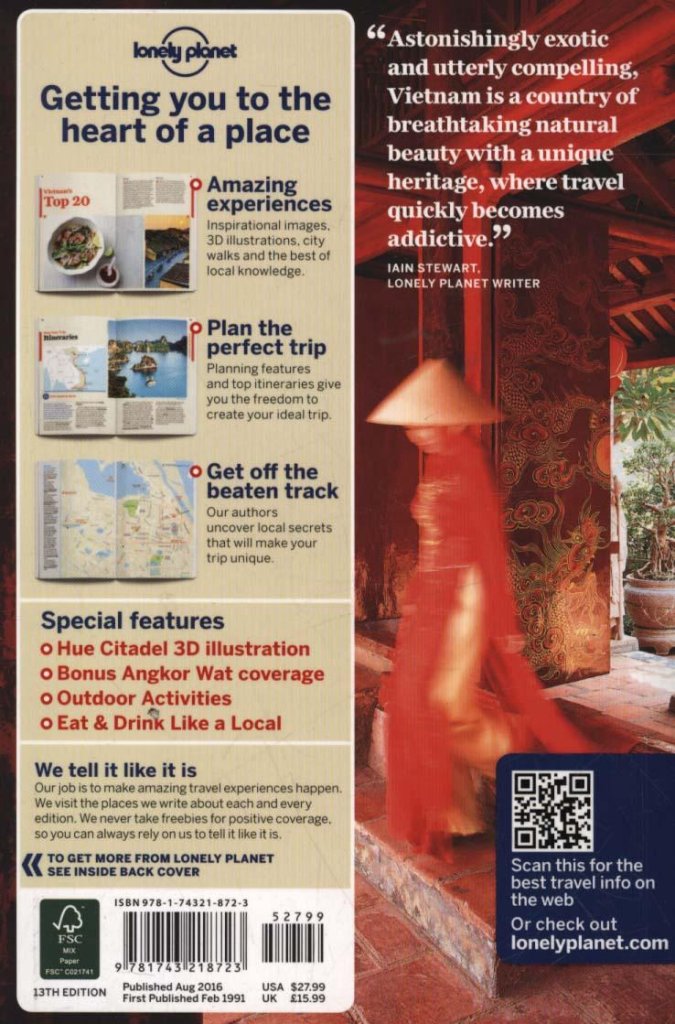 lonely planet
Getting you to the
heart of a place
Vietnam's
Top 20
Amazing
experiences
Inspirational images,
3D illustrations, city
walks and the best of
local knowledge.
Itineraries
Plan the
perfect trip
Planning features
and top itineraries give
you the freedom to
create your ideal trip.
Get off the
beaten track
Our authors
uncover local secrets
that will make your
trip unique.
Special features
Hue Citadel 3D illustration
Bonus Angkor Wat coverage
Outdoor Activities
Eat & Drink Like a Local
We tell it like it is
Our job is to make amazing travel experiences happen.
We visit the places we write about each and every
edition. We never take freebies for positive coverage,
so you can always rely on us to tell it like it is.
« TO GET MORE FROM LONELY PLANET
SEE INSIDE BACK COVER
FSC
MIX
Paper
FSC™ C021741
13TH EDITION
ISBN 978-1-74321-872-3
52799
9 781743 218723
Published Aug 2016
First Published Feb 1991
USA $27.99
UK £15.99
“Astonishingly exotic
and utterly compelling,
Vietnam is a country of
breathtaking natural
beauty with a unique
heritage, where travel
quickly becomes
addictive.”
IAIN STEWART,
LONELY PLANET WRITER
Scan this for the
best travel info on
the web
Or check out
lonelyplanet.com